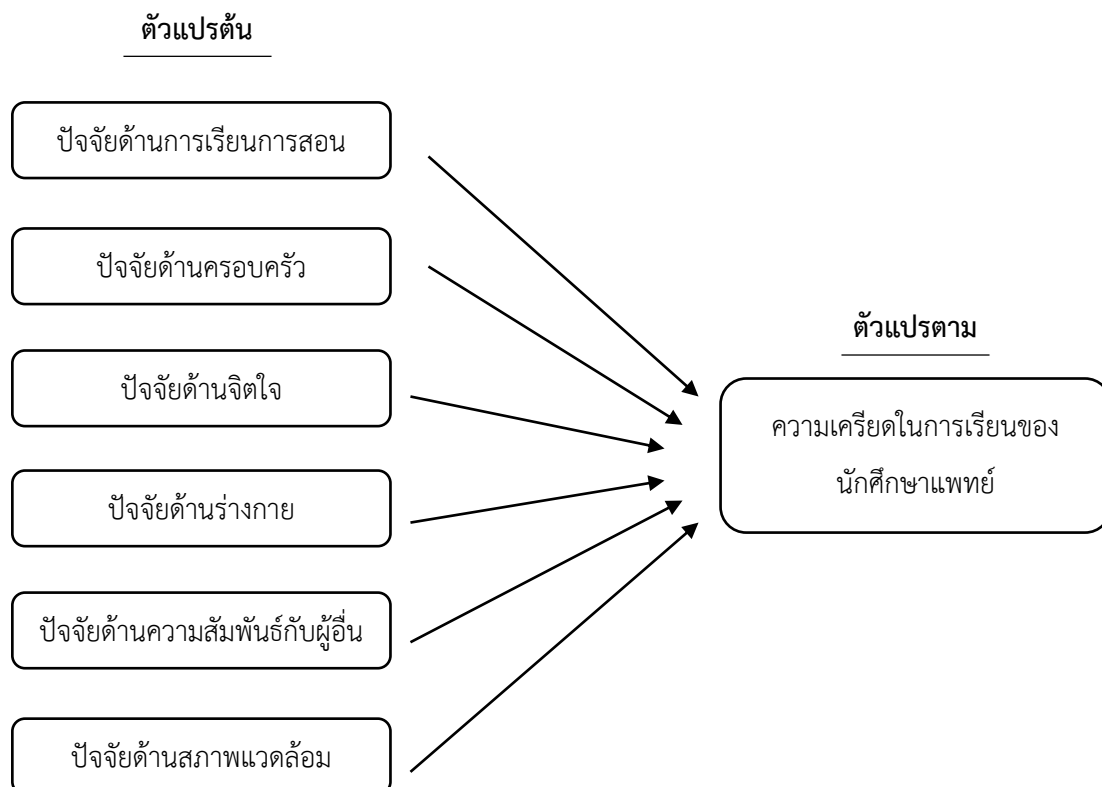 ตัวแปรต้น
ปัจจัยด้านการเรียนการสอน
ปัจจัยด้านครอบครัว
ปัจจัยด้านจิตใจ
ปัจจัยด้านร่างกาย
ปัจจัยด้านความสัมพันธ์กับผู้อื่น
ปัจจัยด้านสภาพแวดล้อม
ตัวแปรตาม
ความเครียดในการเรียนของ
นักศึกษาแพทย์